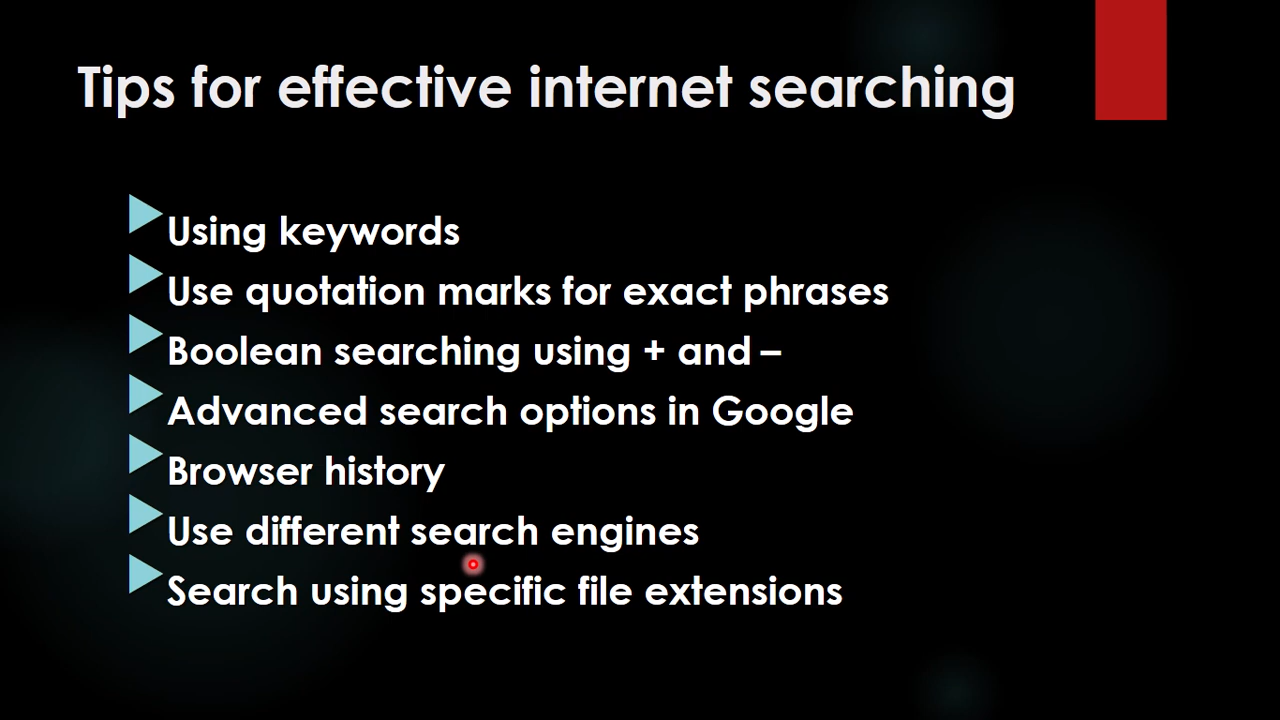 Tips for effective internet searching
Using keywords
Use quotation marks for exact phrases
Boolean searching using + and –
Advanced search options in Google
Browser history
Use different search engines
Search using specific file extensions